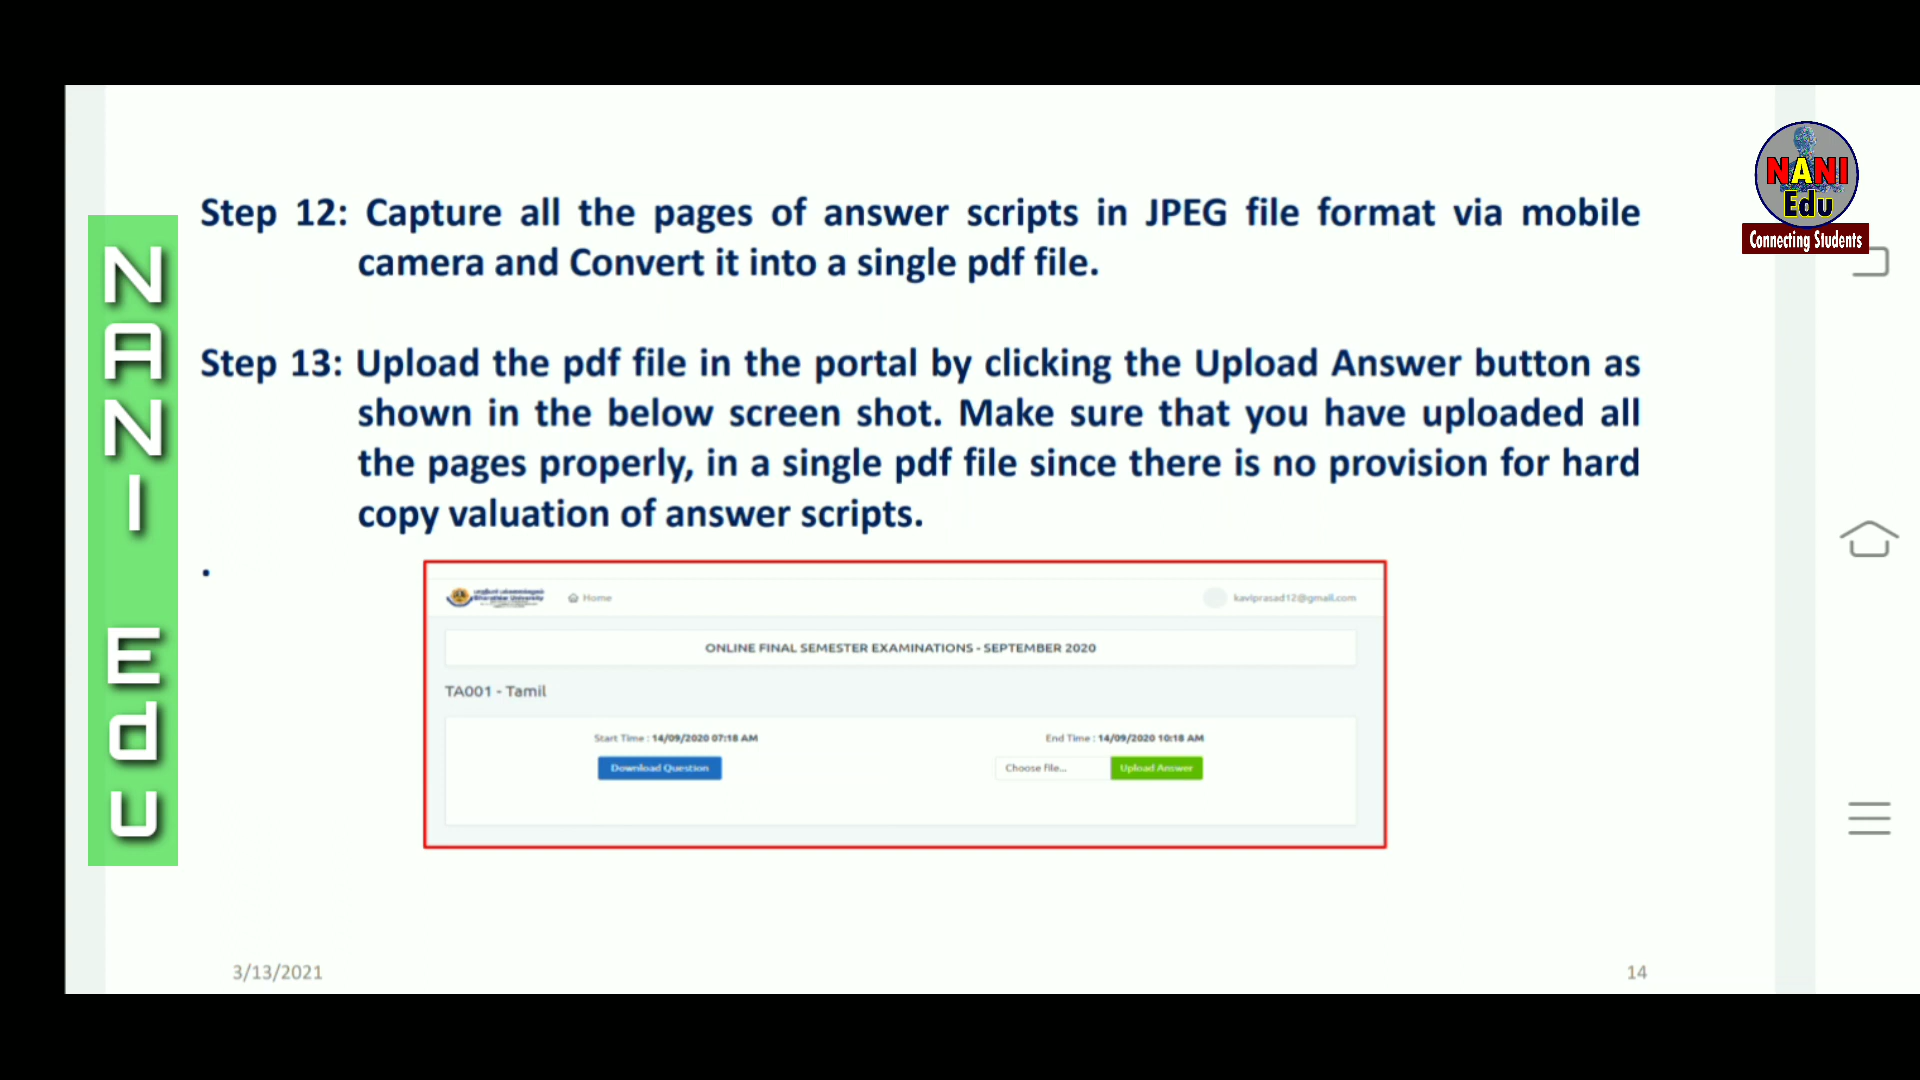 NANI
Edu
Connecting Students
NANI Edu
Step 12: Capture all the pages of answer scripts in JPEG file format via mobile
camera and Convert it into a single pdf file.
Step 13: Upload the pdf file in the portal by clicking the Upload Answer button as
shown in the below screen shot. Make sure that you have uploaded all
the pages properly, in a single pdf file since there is no provision for hard
copy valuation of answer scripts.
.
Bharathiar University
Home
kaviprasad12@gmail.com
ONLINE FINAL SEMESTER EXAMINATIONS - SEPTEMBER 2020
TA001 - Tamil
Start Time : 14/09/2020 07:18 AM
End Time : 14/09/2020 10:18 AM
Download Question
Choose file...
Upload Answer
3/13/2021
14